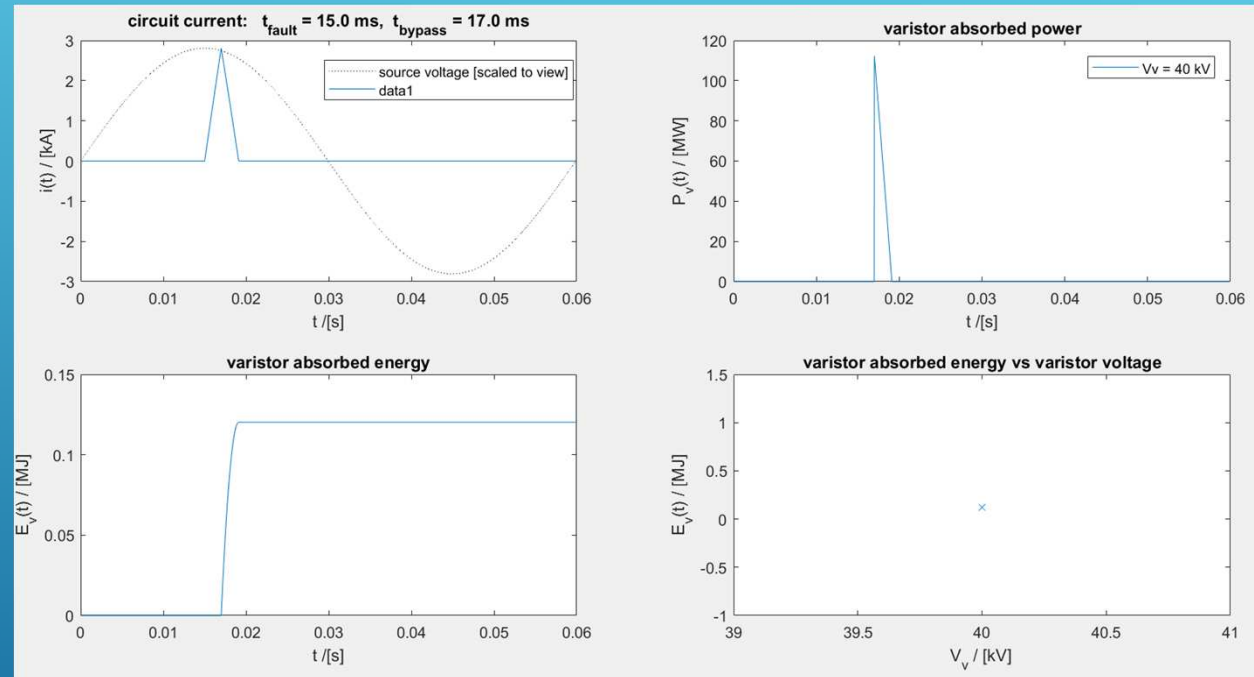 circuit current: t_fault = 15.0 ms, t_bypass = 17.0 ms
3
2
1
0
-1
-2
-3
i(t) / [kA]
source voltage [scaled to view]
data1
0 0.01 0.02 0.03 0.04 0.05 0.06
t /[s]
varistor absorbed power
120
100
80
60
40
20
0
P_v(t) / [MW]
Vv = 40 kV
0 0.01 0.02 0.03 0.04 0.05 0.06
t /[s]
varistor absorbed energy
0.15
0.1
0.05
0
E_v(t) / [MJ]
0 0.01 0.02 0.03 0.04 0.05 0.06
t /[s]
varistor absorbed energy vs varistor voltage
1.5
1
0.5
0
-0.5
-1
E_v(t) / [MJ]
39 39.5 40 40.5 41
V_v / [kV]